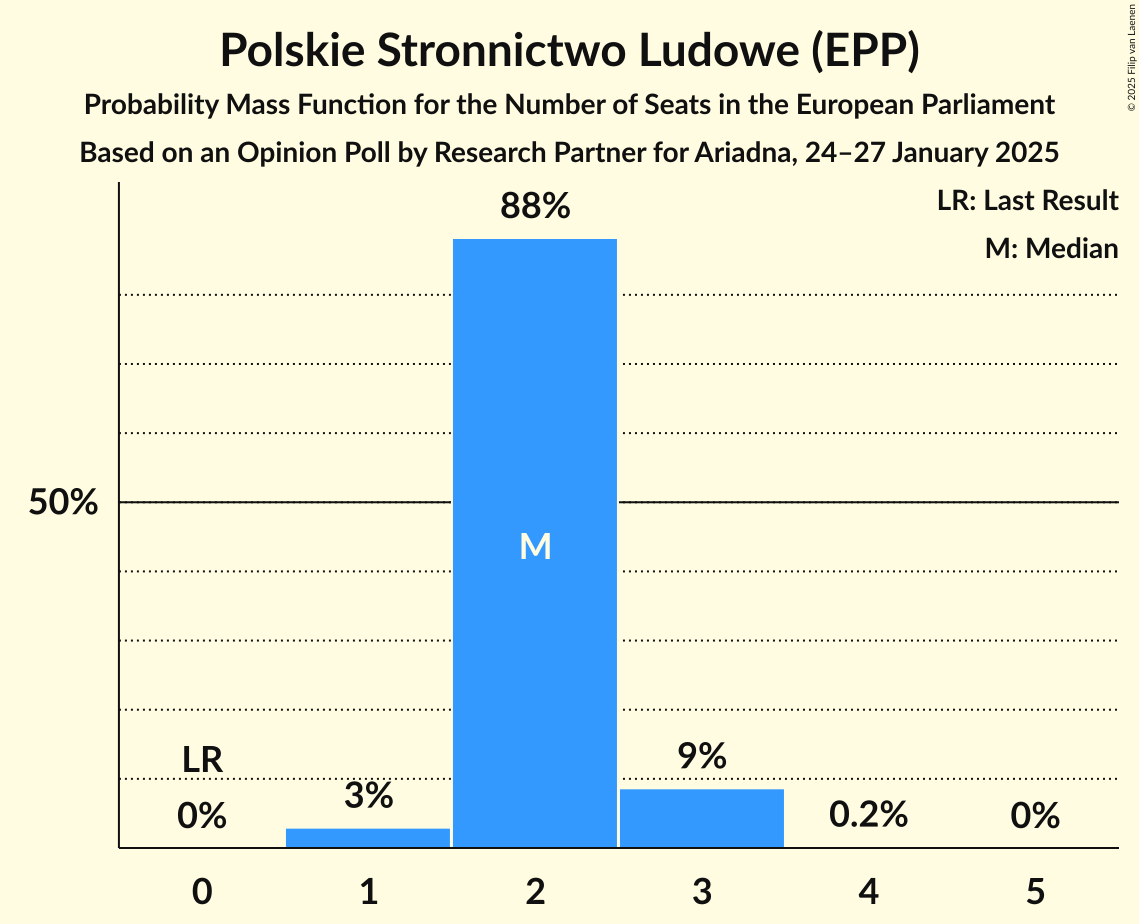 Polskie Stronnictwo Ludowe (EPP)
Probability Mass Function for the Number of Seats in the European Parliament
Based on an Opinion Poll by Research Partner for Ariadna, 24–27 January 2025
© 2025 Filip van Laenen
LR: Last Result
M: Median
88%
50%
M
LR
0%
3%
9%
0.2%
0%
0 1 2 3 4 5